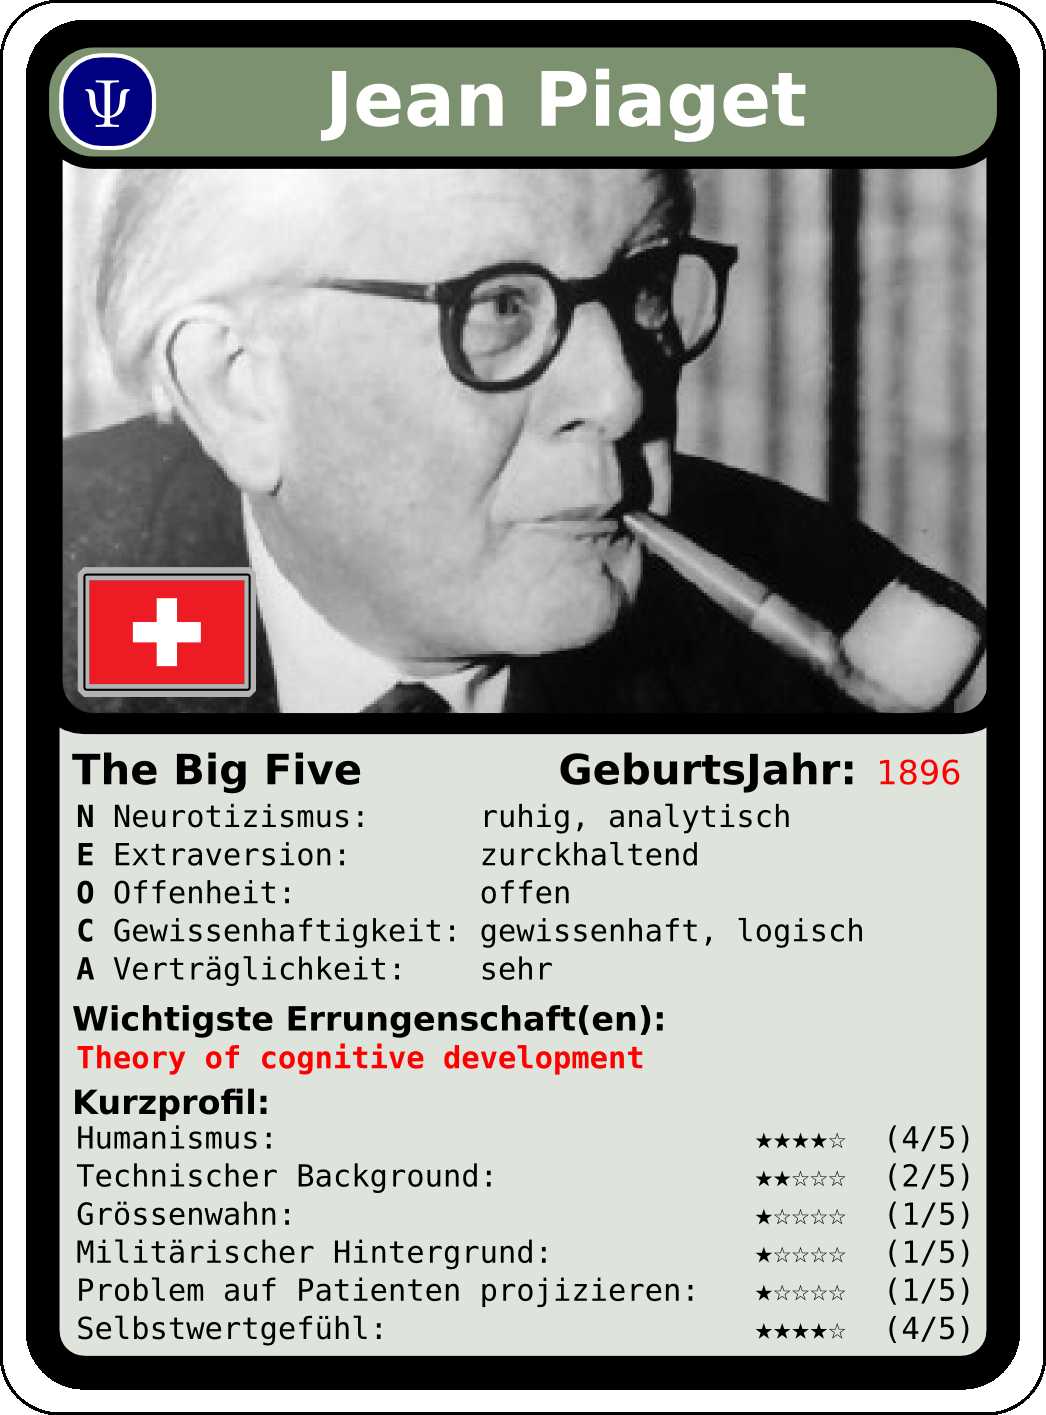 Ψ Jean Piaget
The Big Five GeburtsJahr: 1896
N Neurotizismus: ruhig, analytisch
E Extraversion: zurckhaltend
O Offenheit: offen
C Gewissenhaftigkeit: gewissenhaft, logisch
A Verträglichkeit: sehr
Wichtigste Errungenschaft(en):
Theory of cognitive development
Kurzprofil:
Humanismus: ★★★★☆ (4/5)
Technischer Background: ★★☆☆☆ (2/5)
Grössenwahn: ★☆☆☆☆ (1/5)
Militärischer Hintergrund: ★☆☆☆☆ (1/5)
Problem auf Patienten projizieren: ★☆☆☆☆ (1/5)
Selbstwertgefühl: ★★★★☆ (4/5)